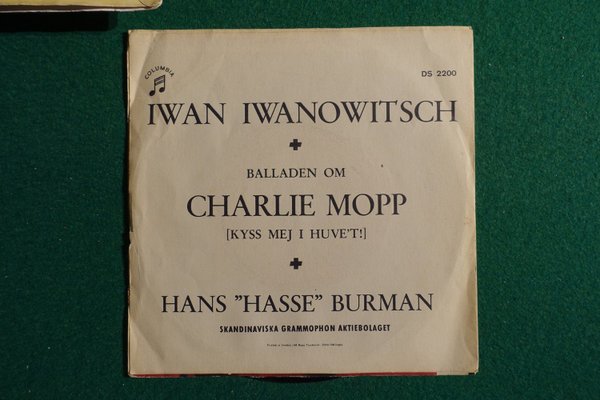 COLUMBIA
DS 2200
IWAN IWANOWITSCH
BALLADEN OM
CHARLIE MOPP
[KYSS MEJ I HUVE'T!]
HANS "HASSE" BURMAN
SKANDINAVISKA GRAMMOPHON AKTIEBOLAGET